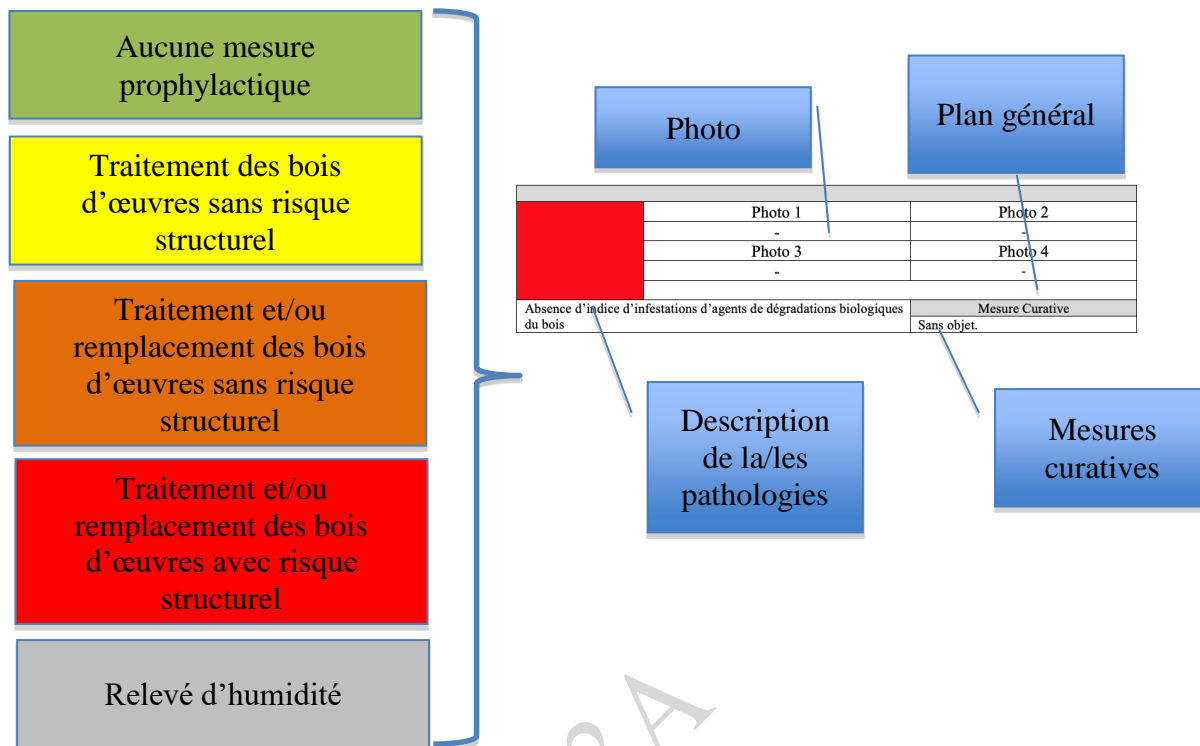 Aucune mesure
prophylactique
Traitement des bois
d’œuvres sans risque
structurel
Traitement et/ou
remplacement des bois
d’œuvres sans risque
structurel
Traitement et/ou
remplacement des bois
d’œuvres avec risque
structurel
Relevé d’humidité
Photo
Plan général
Photo 1
Photo 2
-
-
Photo 3
Photo 4
-
-
Absence d’indice d’infestations d’agents de dégradations biologiques
du bois
Mesure Curative
Sans objet.
Description
de la/les
pathologies
Mesures
curatives